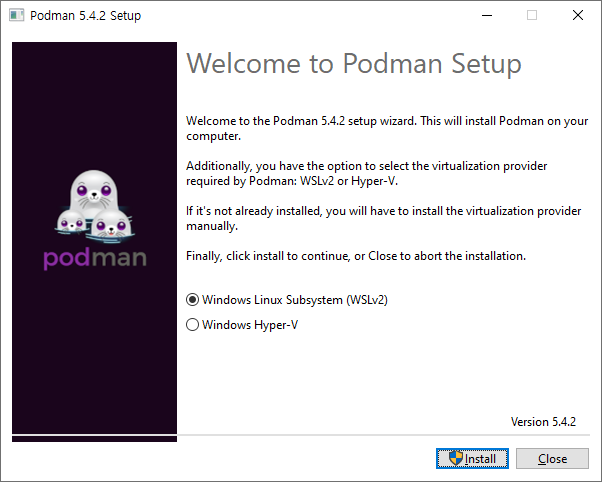 Podman 5.4.2 Setup
Welcome to Podman Setup
Welcome to the Podman 5.4.2 setup wizard. This will install Podman on your
computer.
Additionally, you have the option to select the virtualization provider
required by Podman: WSLv2 or Hyper-V.
If it's not already installed, you will have to install the virtualization provider
manually.
Finally, click install to continue, or Close to abort the installation.
podman
Windows Linux Subsystem (WSLv2)
Windows Hyper-V
Version 5.4.2
Install
Close